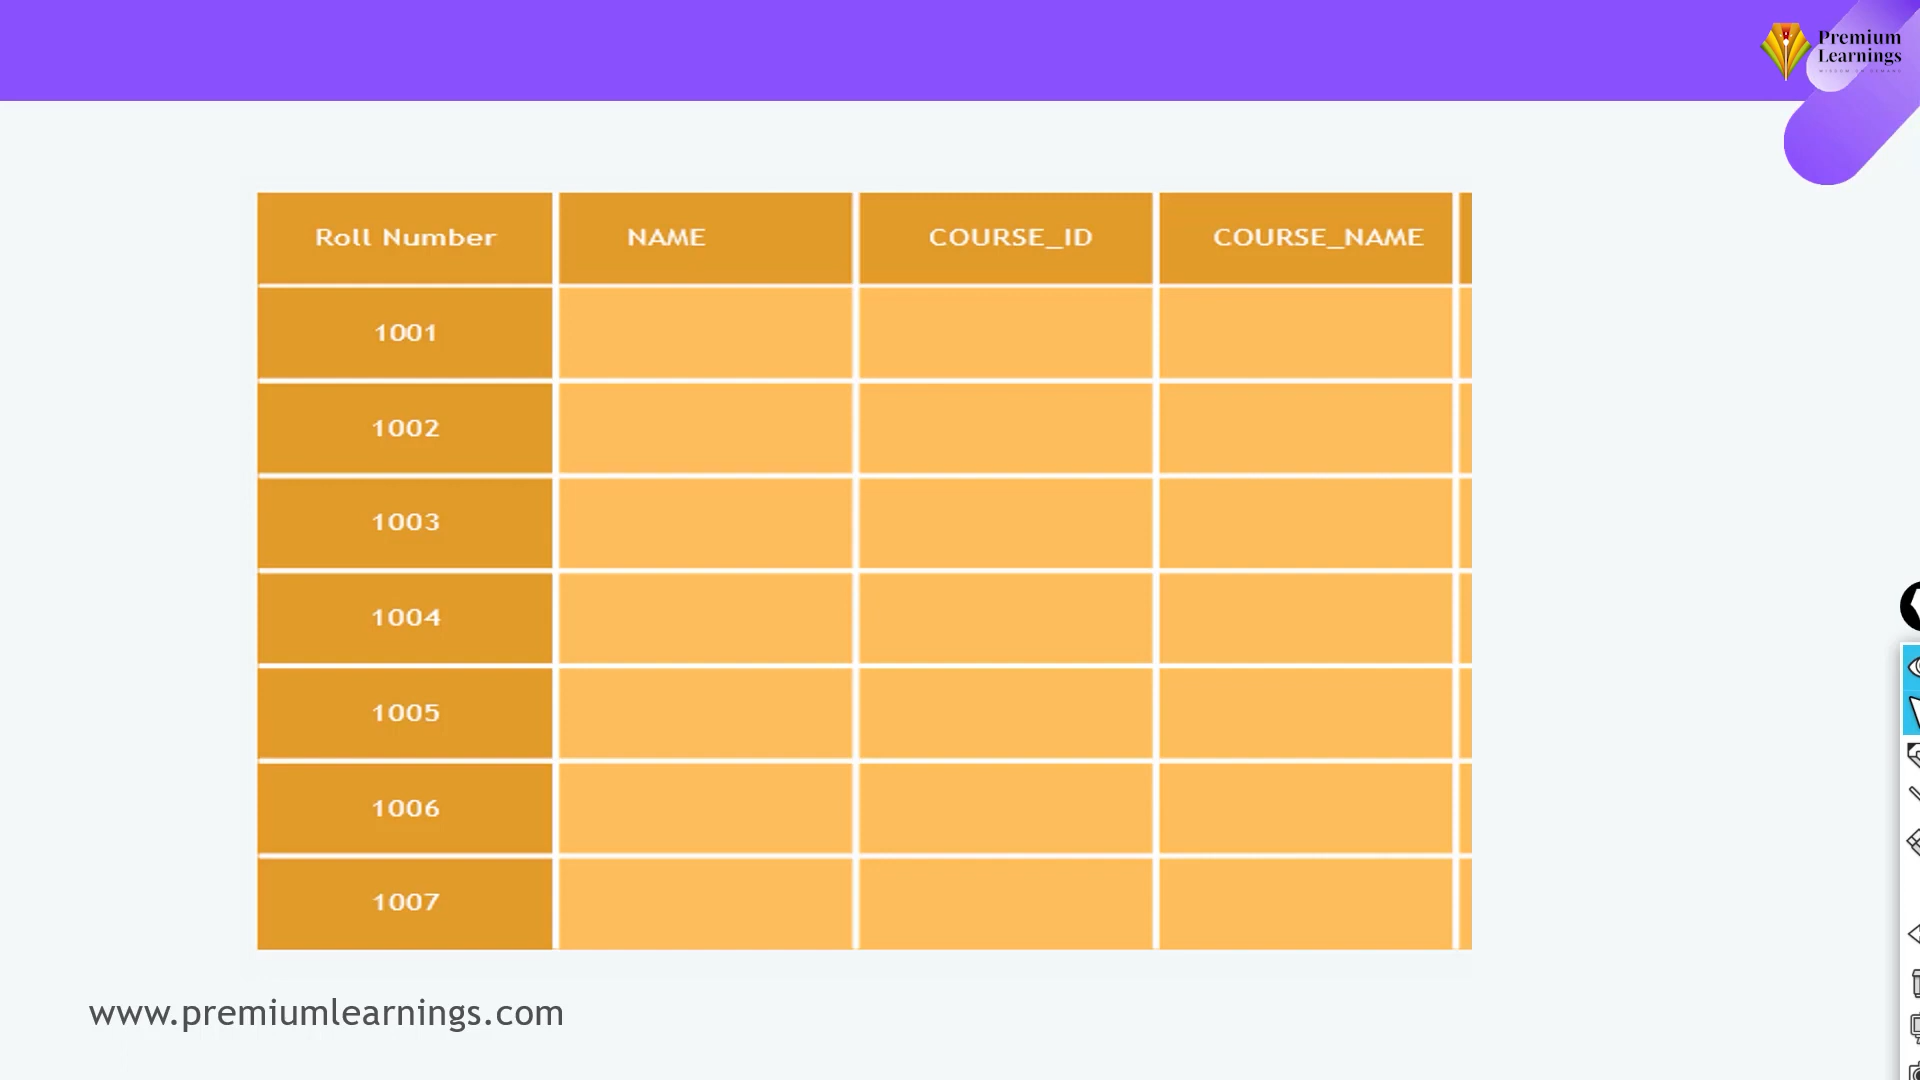 Premium
Learnings
Roll Number NAME COURSE_ID COURSE_NAME
1001
1002
1003
1004
1005
1006
1007
www.premiumlearnings.com